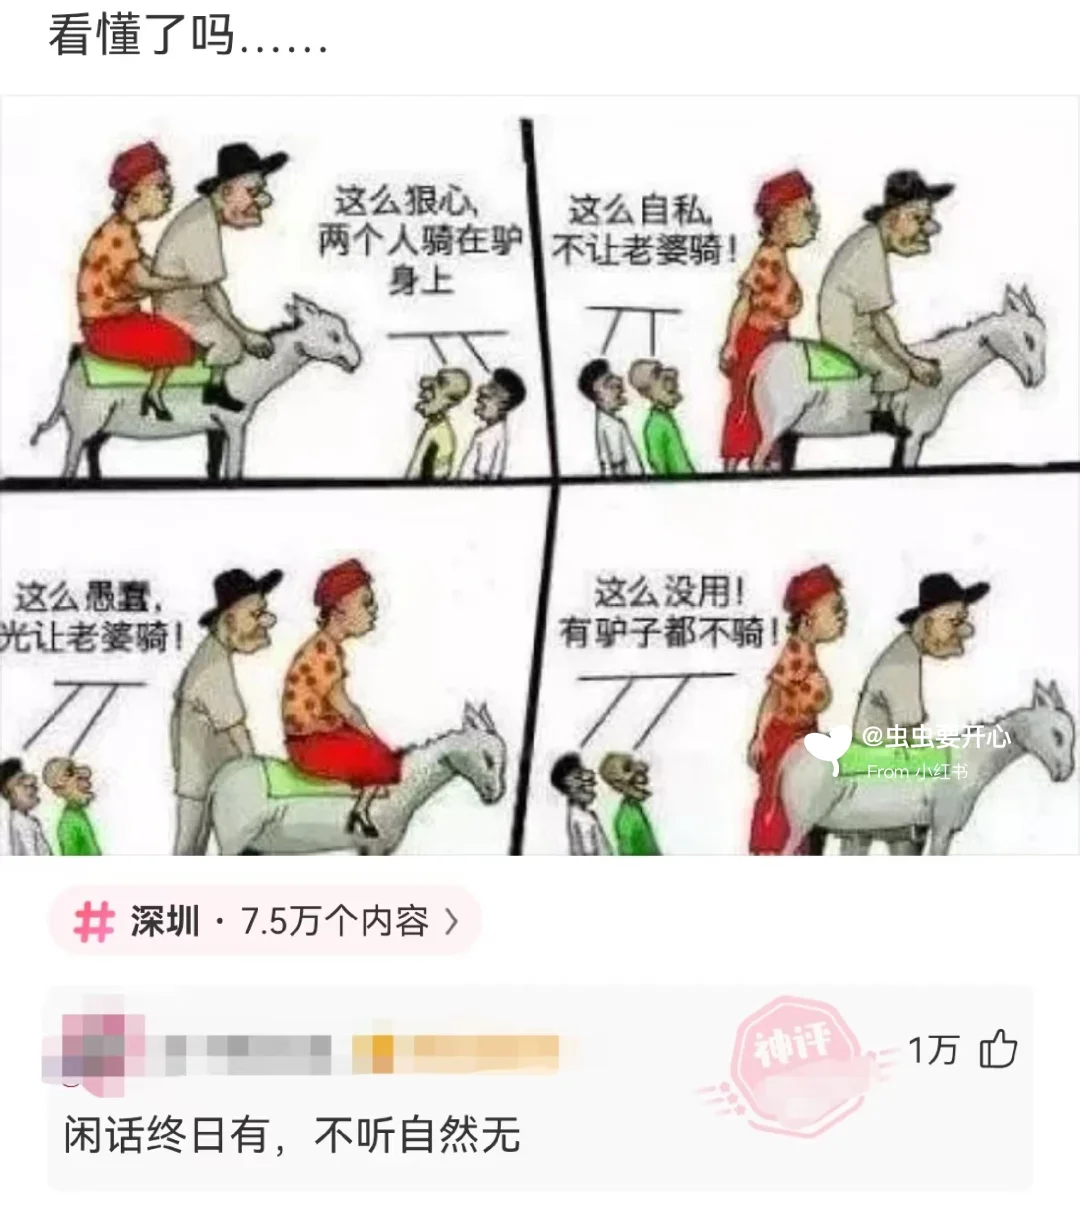 看懂了吗......
这么狠心,
两个人骑在驴
身上
这么自私,
不让老婆骑！
这么愚蠢,
光让老婆骑！
这么没用！
有驴子都不骑！
@虫虫要开心
From 小红书
深圳 · 7.5万个内容 >
神评
1万
闲话终日有，不听自然无